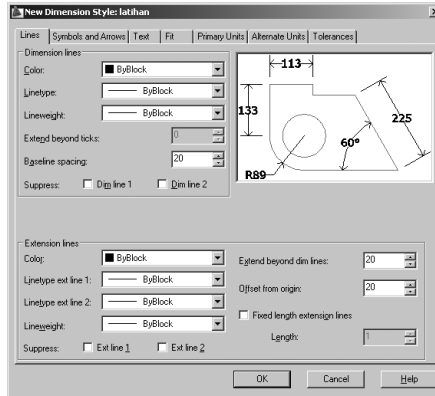 New Dimension Style: latihan
Lines Symbols and Arrows Text Fit Primary Units Alternate Units Tolerances
Dimension lines
Color: ByBlock
Linetype: ByBlock
Lineweight: ByBlock
Extend beyond ticks: 0
Baseline spacing: 20
Suppress: Dim line 1 Dim line 2
113
133
225
60°
R89
Extension lines
Color: ByBlock
Linetype ext line 1: ByBlock
Linetype ext line 2: ByBlock
Lineweight: ByBlock
Suppress: Ext line 1 Ext line 2
Extend beyond dim lines: 20
Offset from origin: 20
Fixed length extension lines
Length: 1
OK Cancel Help